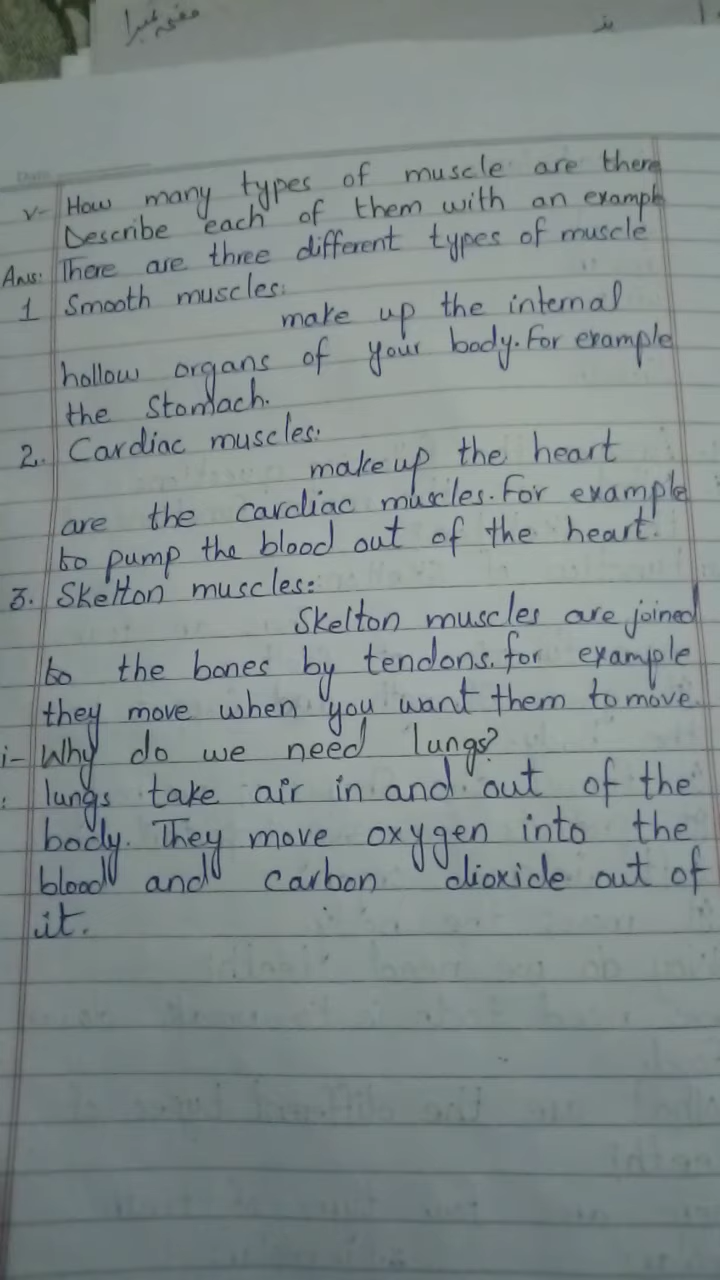 v- How many types of muscle are there
Describe each of them with an example
Ans: There are three different types of muscle
1 Smooth muscles:
make up the internal
hollow organs of your body. For example
the Stomach.
2. Cardiac muscles:
make up the heart
are the cardiac muscles. For example
to pump the blood out of the heart.
3. Skelton muscles:
Skelton muscles are joined
to the bones by tendons. for example
they move when you want them to move
i- Why do we need lungs?
: lungs take air in and out of the
body. They move oxygen into the
blood and carbon dioxide out of
it.